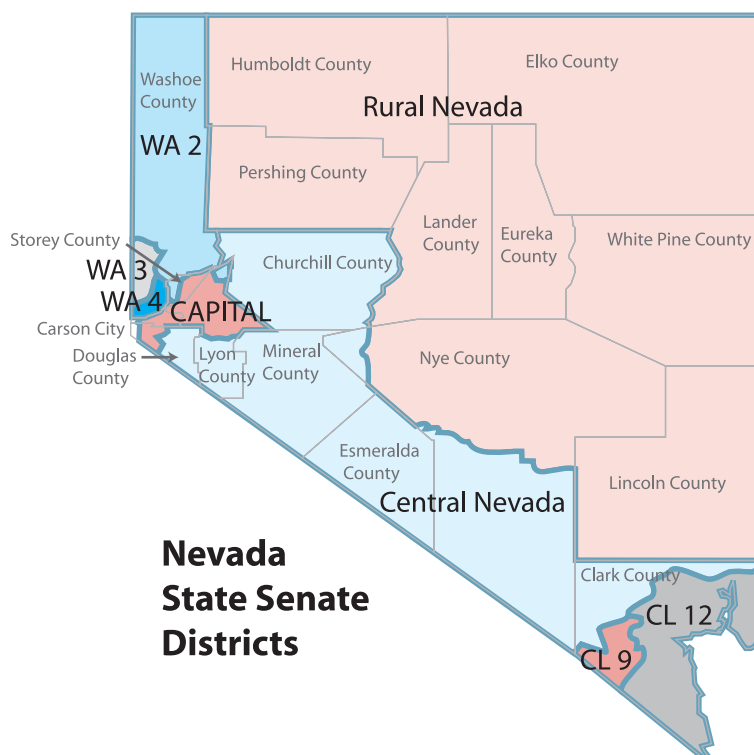 Humboldt County
Elko County
Washoe
County
Rural Nevada
WA 2
Pershing County
Lander
County
Eureka
County
White Pine County
Storey County
Churchill County
WA 3
WA 4
CAPITAL
Carson City
Douglas
County
Lyon
County
Mineral
County
Nye County
Esmeralda
County
Lincoln County
Central Nevada
Nevada
State Senate
Districts
Clark County
CL 12
CL 9